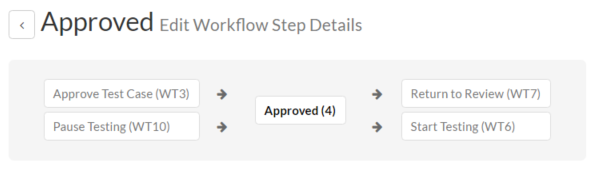 Approved Edit Workflow Step Details
Approve Test Case (WT3)
Pause Testing (WT10)
Approved (4)
Return to Review (WT7)
Start Testing (WT6)